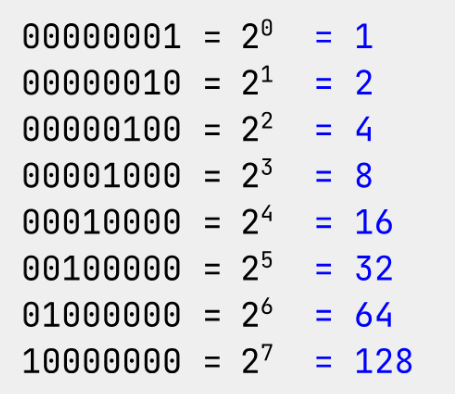 00000001 = 2⁰ = 1
00000010 = 2¹ = 2
00000100 = 2² = 4
00001000 = 2³ = 8
00010000 = 2⁴ = 16
00100000 = 2⁵ = 32
01000000 = 2⁶ = 64
10000000 = 2⁷ = 128